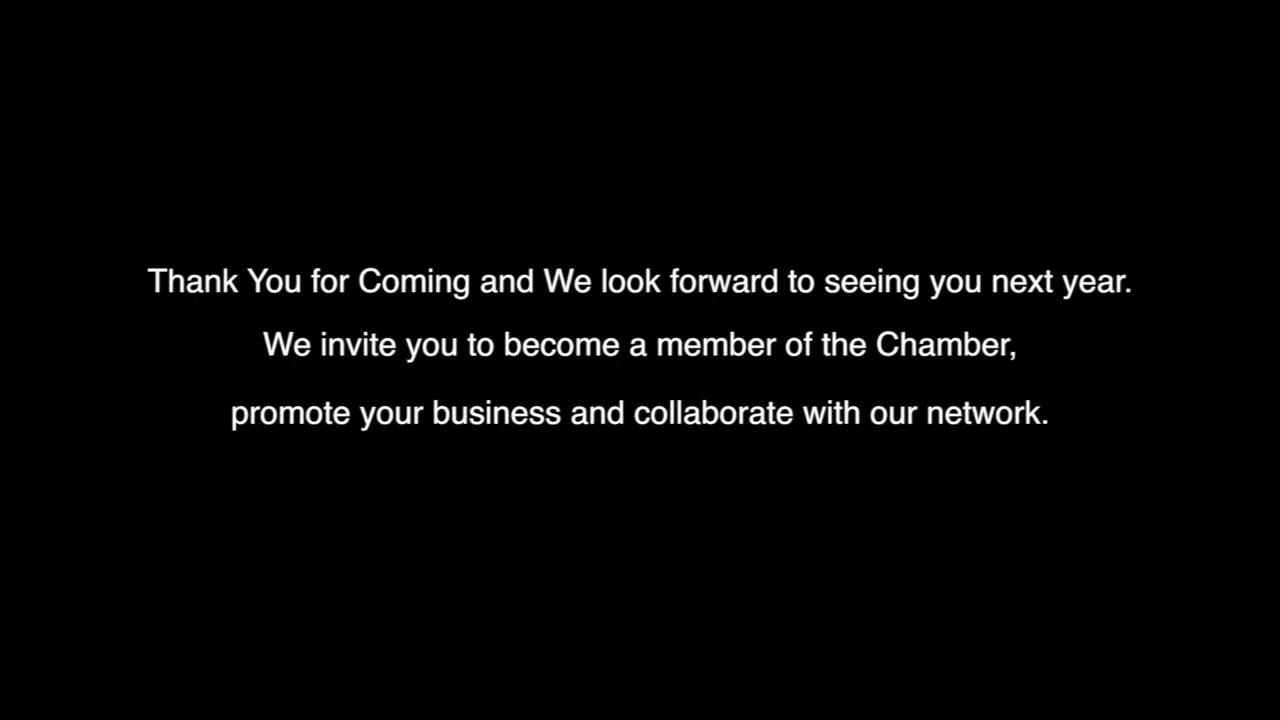 Thank You for Coming and We look forward to seeing you next year.
We invite you to become a member of the Chamber,
promote your business and collaborate with our network.